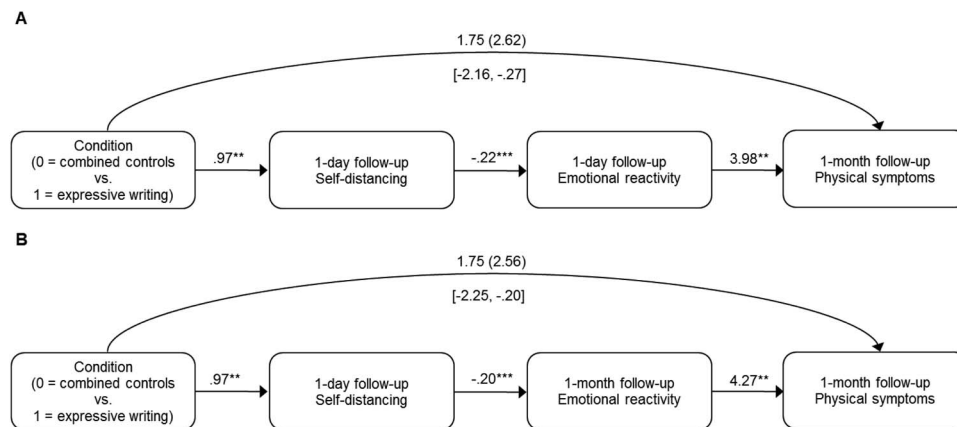 A
1.75 (2.62)
[-2.16, -.27]
Condition
(0 = combined controls
vs.
1 = expressive writing)
.97**
1-day follow-up
Self-distancing
-.22***
1-day follow-up
Emotional reactivity
3.98**
1-month follow-up
Physical symptoms
B
1.75 (2.56)
[-2.25, -.20]
Condition
(0 = combined controls
vs.
1 = expressive writing)
.97**
1-day follow-up
Self-distancing
-.20***
1-month follow-up
Emotional reactivity
4.27**
1-month follow-up
Physical symptoms